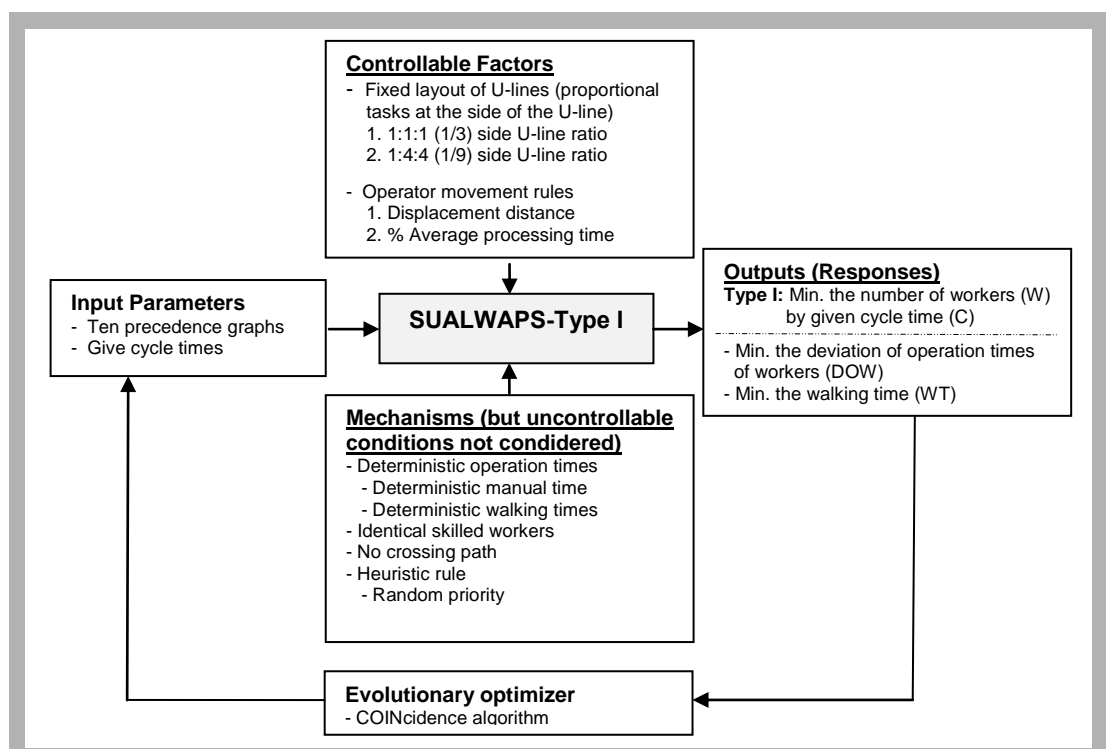 Controllable Factors
- Fixed layout of U-lines (proportional
tasks at the side of the U-line)
1. 1:1:1 (1/3) side U-line ratio
2. 1:4:4 (1/9) side U-line ratio
- Operator movement rules
1. Displacement distance
2. % Average processing time
Input Parameters
- Ten precedence graphs
- Give cycle times
SUALWAPS-Type I
Outputs (Responses)
Type I: Min. the number of workers (W)
by given cycle time (C)
- Min. the deviation of operation times
of workers (DOW)
- Min. the walking time (WT)
Mechanisms (but uncontrollable
conditions not condidered)
- Deterministic operation times
- Deterministic manual time
- Deterministic walking times
- Identical skilled workers
- No crossing path
- Heuristic rule
- Random priority
Evolutionary optimizer
- COINcidence algorithm